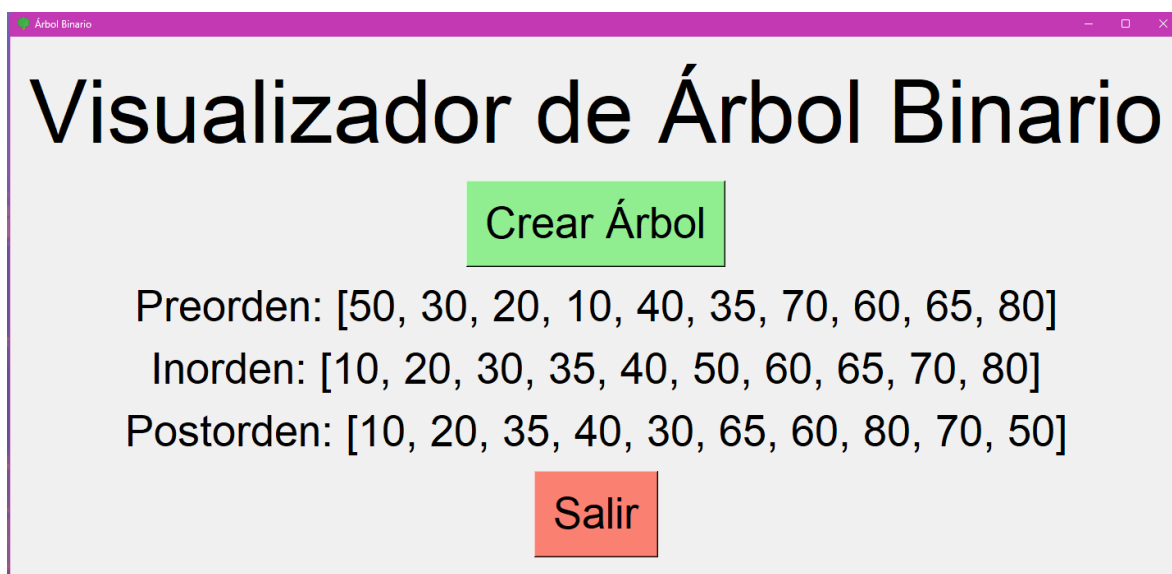 Árbol Binario
Visualizador de Árbol Binario
Crear Árbol
Preorden: [50, 30, 20, 10, 40, 35, 70, 60, 65, 80]
Inorden: [10, 20, 30, 35, 40, 50, 60, 65, 70, 80]
Postorden: [10, 20, 35, 40, 30, 65, 60, 80, 70, 50]
Salir